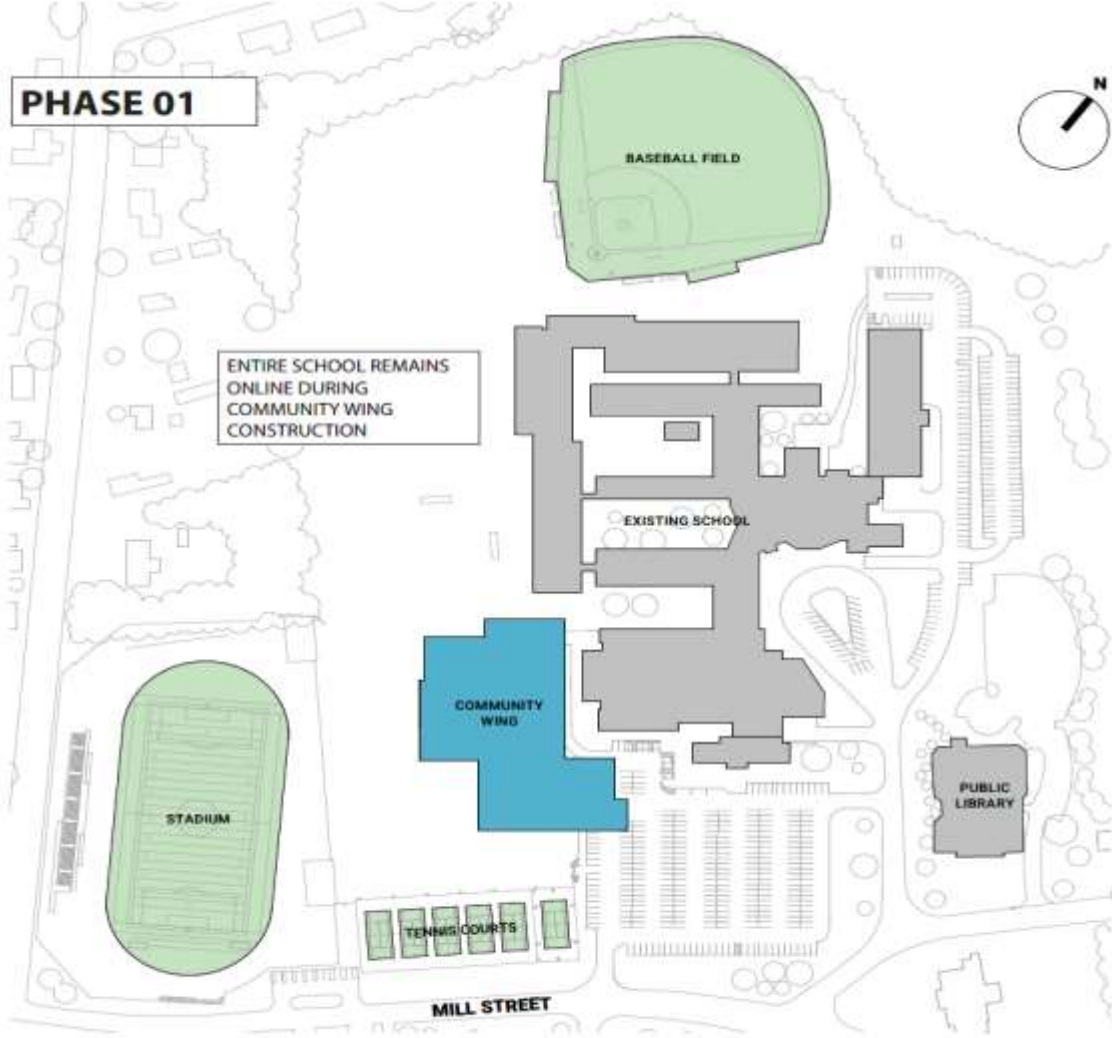 PHASE 01
N
BASEBALL FIELD
ENTIRE SCHOOL REMAINS
ONLINE DURING
COMMUNITY WING
CONSTRUCTION
EXISTING SCHOOL
COMMUNITY
WING
STADIUM
PUBLIC
LIBRARY
TENNIS COURTS
MILL STREET